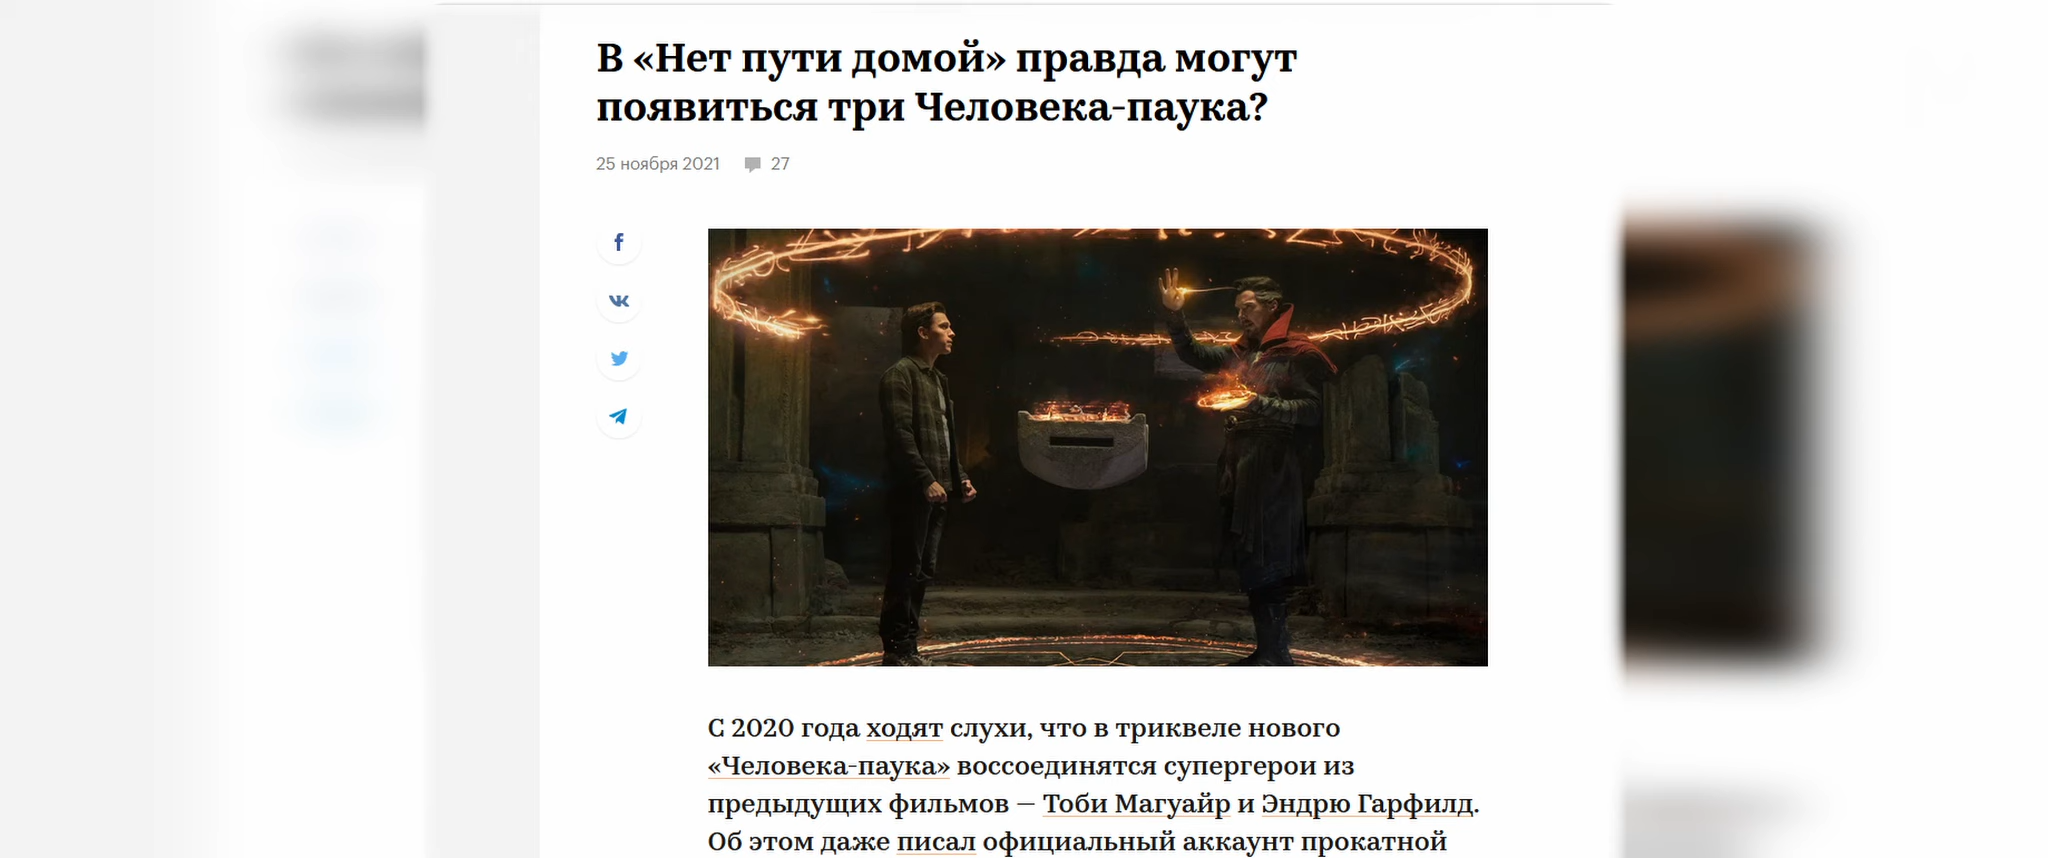 В «Нет пути домой» правда могут
появиться три Человека-паука?
25 ноября 2021 27
С 2020 года ходят слухи, что в триквеле нового
«Человека-паука» воссоединятся супергерои из
предыдущих фильмов — Тоби Магуайр и Эндрю Гарфилд.
Об этом даже писал официальный аккаунт прокатной